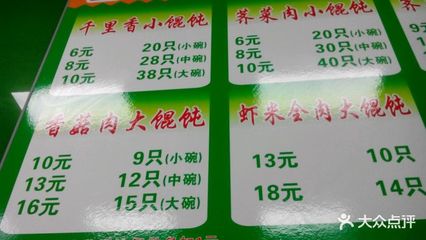 千里香小馄饨
6元 20只(小碗)
8元 28只(中碗)
10元 38只(大碗)
荠菜肉小馄饨
6元 20只(小碗)
8元 30只(中碗)
10元 40只(大碗)
香菇肉大馄饨
10元 9只(小碗)
13元 12只(中碗)
16元 15只(大碗)
虾米全肉大馄饨
13元 10只
18元 14只
大众点评